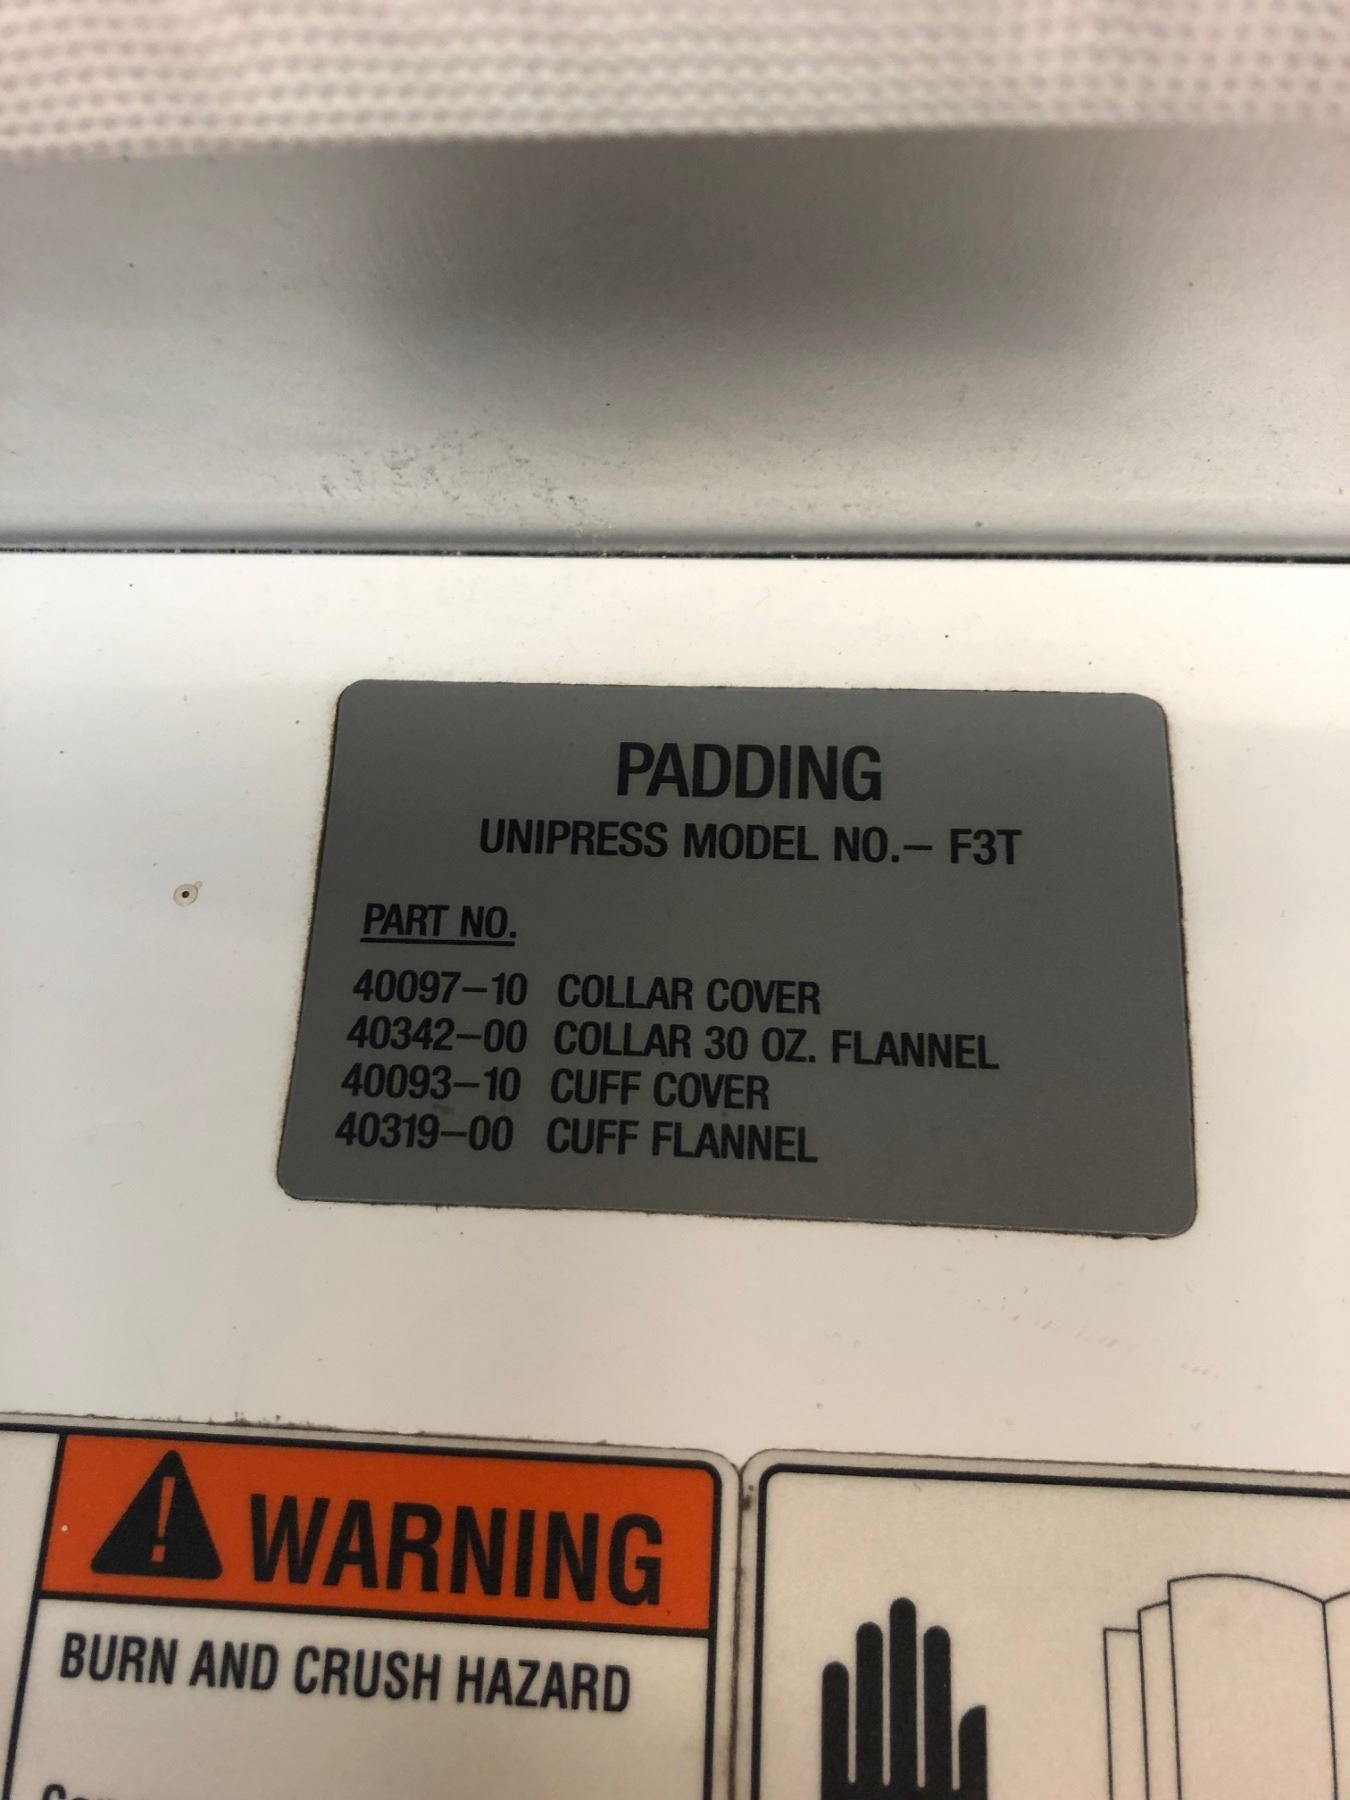 PADDING
UNIPRESS MODEL NO.– F3T
PART NO.
40097–10 COLLAR COVER
40342–00 COLLAR 30 OZ. FLANNEL
40093–10 CUFF COVER
40319–00 CUFF FLANNEL
WARNING
BURN AND CRUSH HAZARD